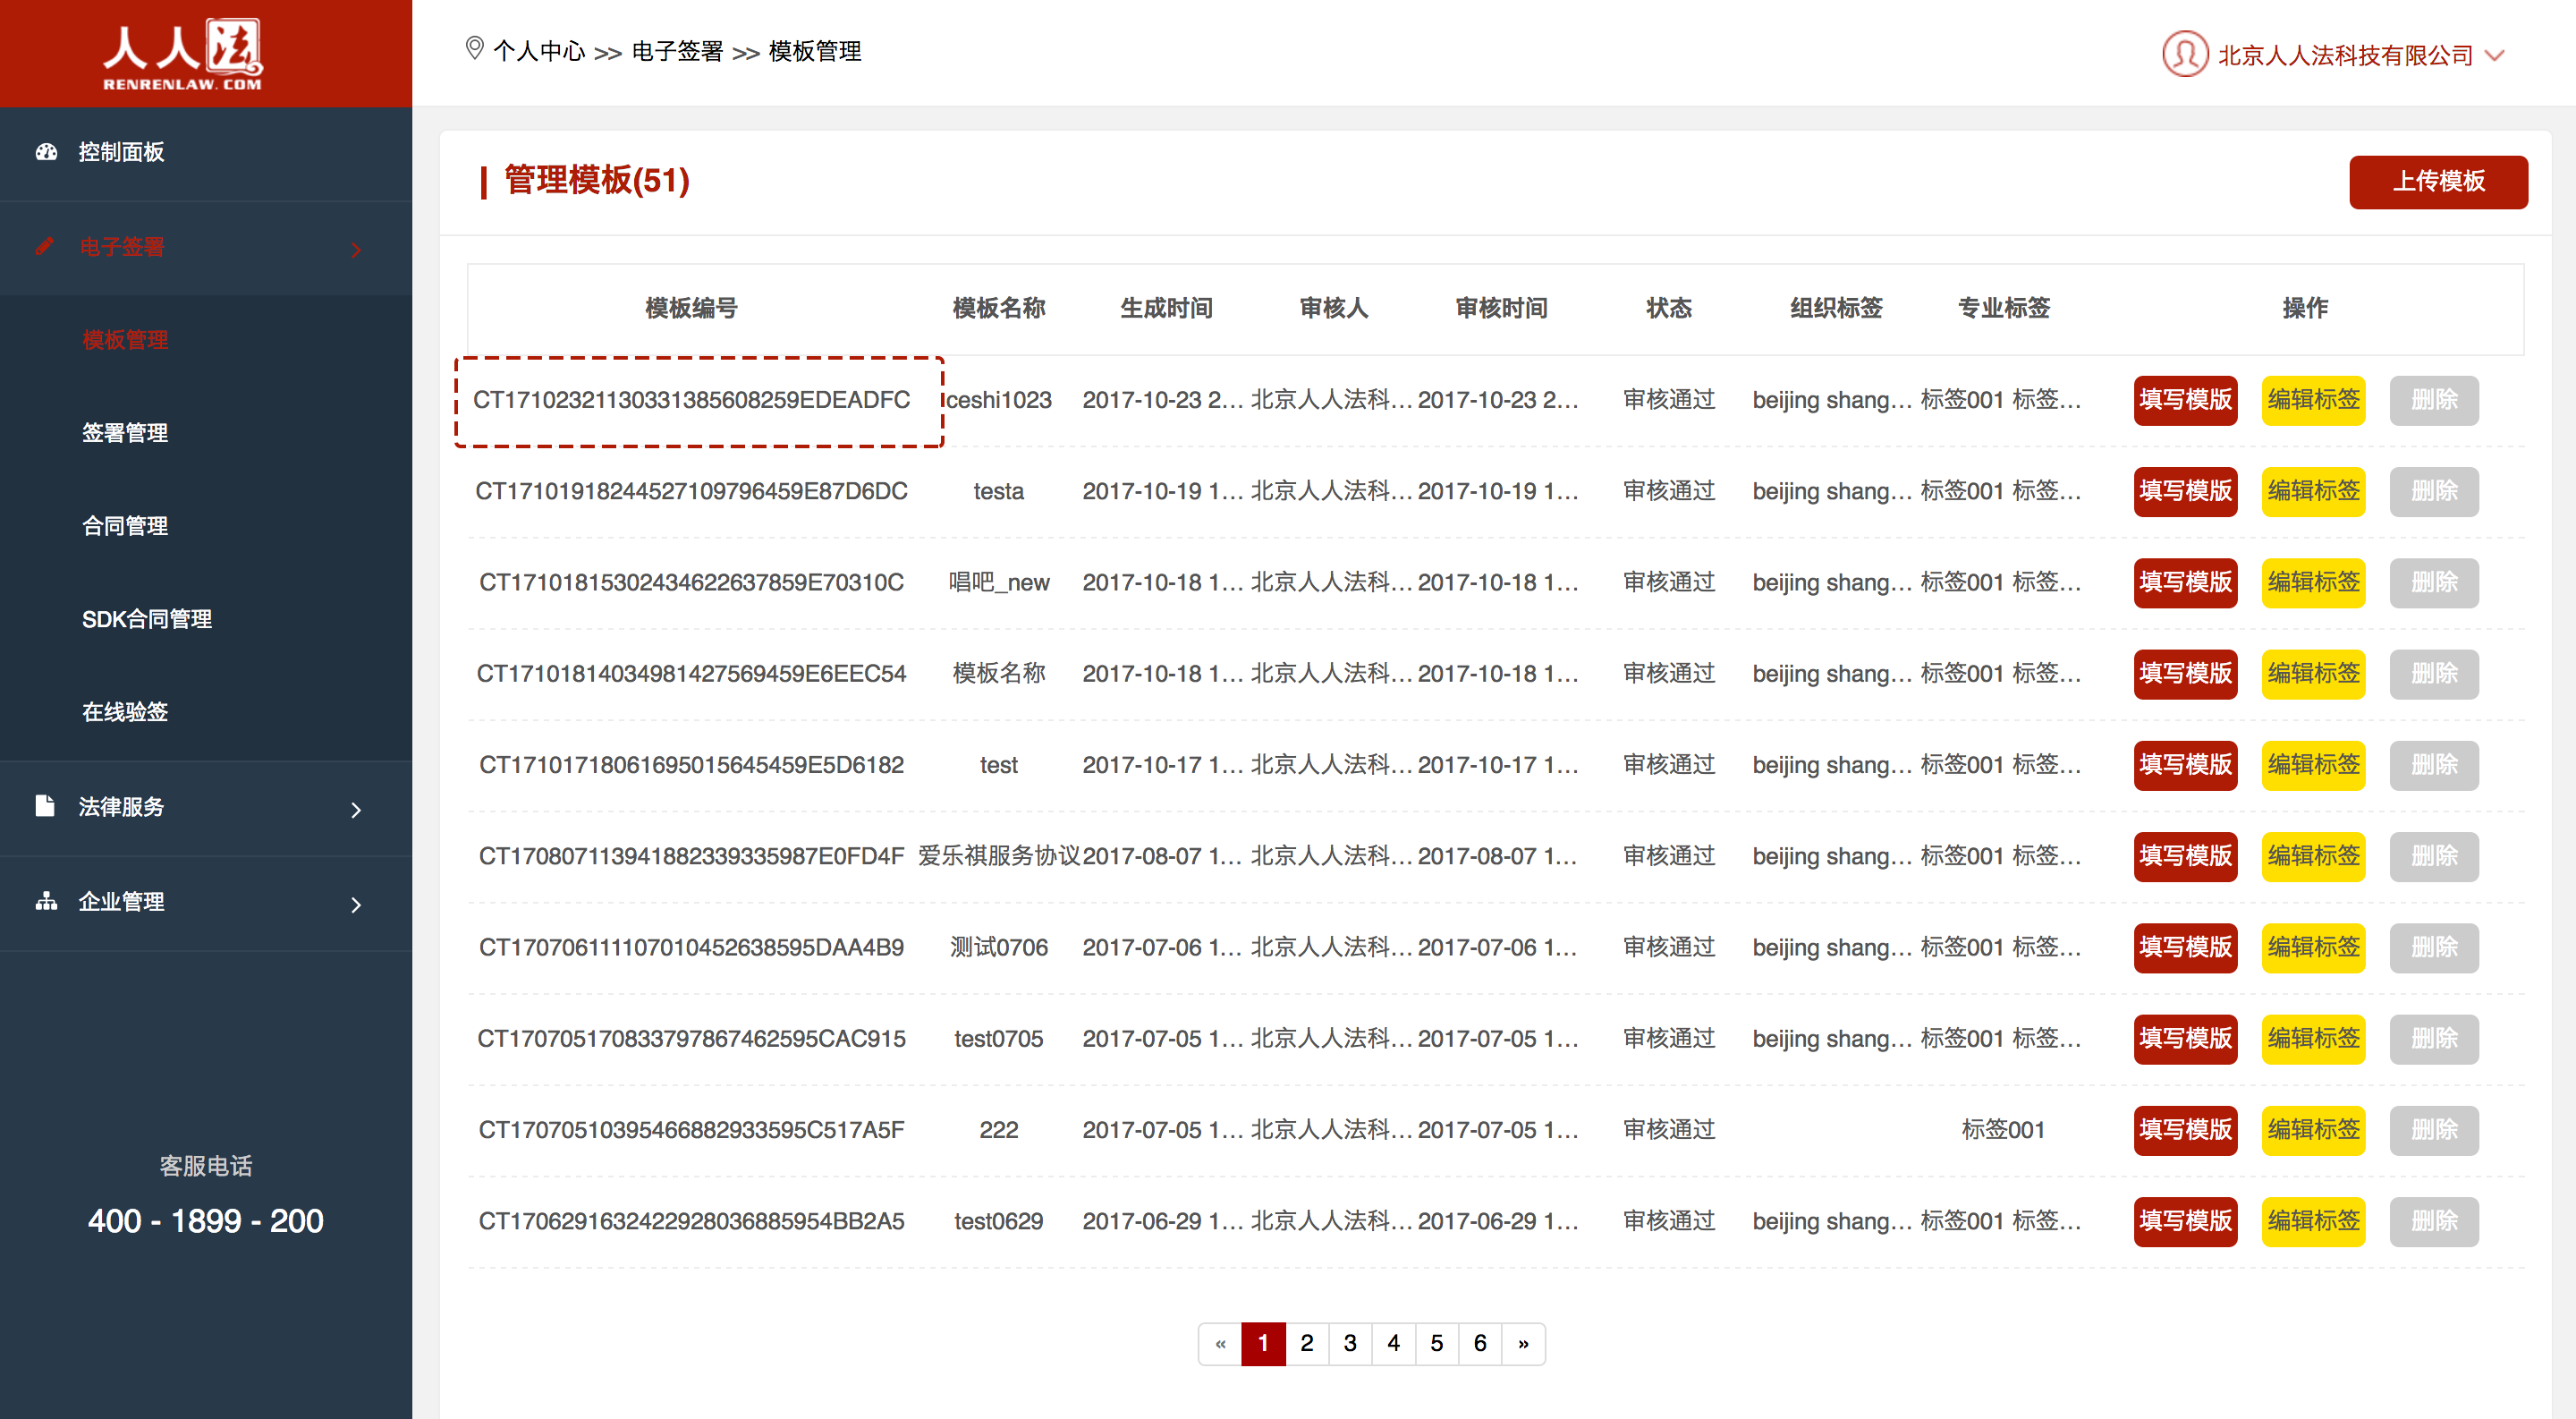 人人法
RENRENLAW.COM
个人中心 >> 电子签署 >> 模板管理
北京人人法科技有限公司
控制面板
电子签署
模板管理
签署管理
合同管理
SDK合同管理
在线验签
法律服务
企业管理
客服电话
400 - 1899 - 200
管理模板(51)
上传模板
模板编号 模板名称 生成时间 审核人 审核时间 状态 组织标签 专业标签 操作
CT17102321130331385608259EDEADFC ceshi1023 2017-10-23 2... 北京人人法科... 2017-10-23 2... 审核通过 beijing shang... 标签001 标签... 填写模版 编辑标签 删除
CT17101918244527109796459E87D6DC testa 2017-10-19 1... 北京人人法科... 2017-10-19 1... 审核通过 beijing shang... 标签001 标签... 填写模版 编辑标签 删除
CT17101815302434622637859E70310C 唱吧_new 2017-10-18 1... 北京人人法科... 2017-10-18 1... 审核通过 beijing shang... 标签001 标签... 填写模版 编辑标签 删除
CT17101814034981427569459E6EEC54 模板名称 2017-10-18 1... 北京人人法科... 2017-10-18 1... 审核通过 beijing shang... 标签001 标签... 填写模版 编辑标签 删除
CT17101718061695015645459E5D6182 test 2017-10-17 1... 北京人人法科... 2017-10-17 1... 审核通过 beijing shang... 标签001 标签... 填写模版 编辑标签 删除
CT17080711394188233933598​7E0FD4F 爱乐祺服务协议 2017-08-07 1... 北京人人法科... 2017-08-07 1... 审核通过 beijing shang... 标签001 标签... 填写模版 编辑标签 删除
CT17070611107010452638595DAA4B9 测试0706 2017-07-06 1... 北京人人法科... 2017-07-06 1... 审核通过 beijing shang... 标签001 标签... 填写模版 编辑标签 删除
CT1707051708337978​67462595CAC915 test0705 2017-07-05 1... 北京人人法科... 2017-07-05 1... 审核通过 beijing shang... 标签001 标签... 填写模版 编辑标签 删除
CT17070510395466882933595C517A5F 222 2017-07-05 1... 北京人人法科... 2017-07-05 1... 审核通过 标签001 填写模版 编辑标签 删除
CT17062916324229280368​85954BB2A5 test0629 2017-06-29 1... 北京人人法科... 2017-06-29 1... 审核通过 beijing shang... 标签001 标签... 填写模版 编辑标签 删除
« 1 2 3 4 5 6 »